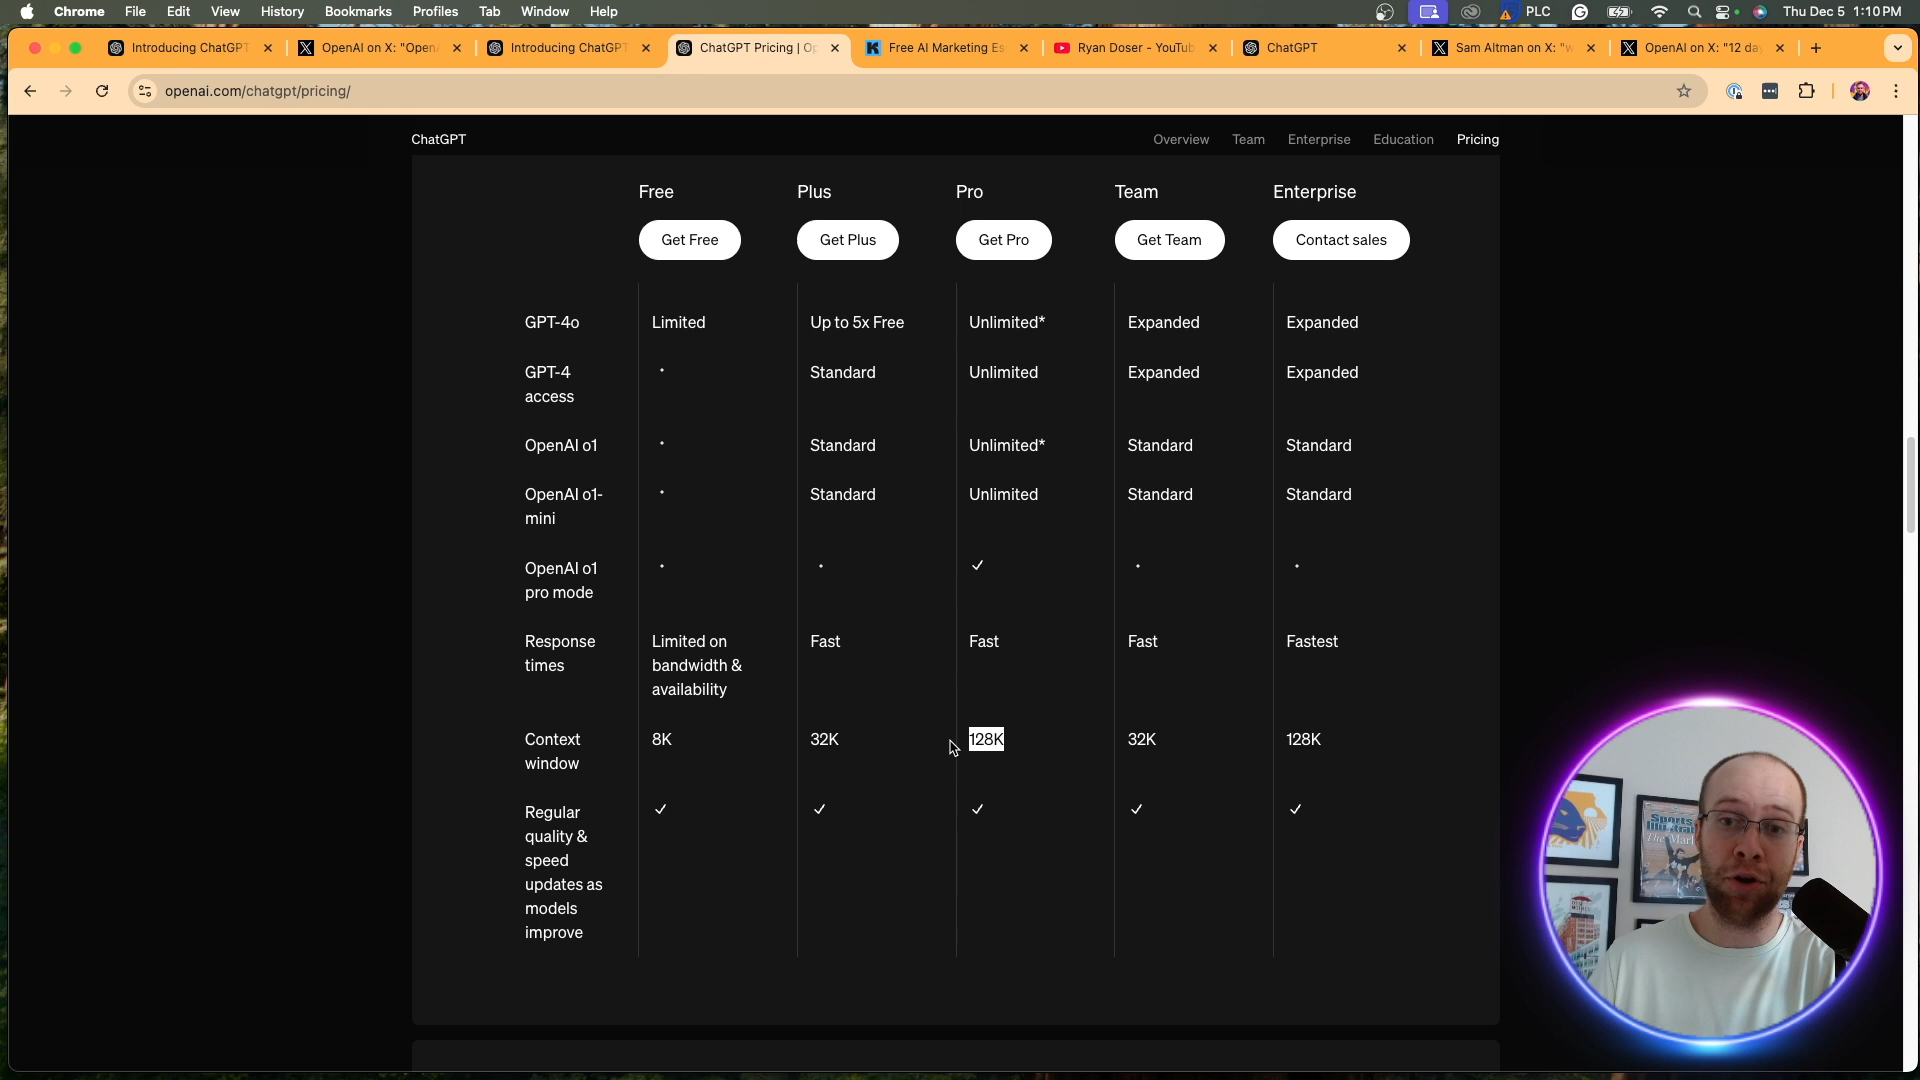 Chrome File Edit View History Bookmarks Profiles Tab Window Help PLC Thu Dec 5 1:10 PM
Introducing ChatGPT OpenAI on X: "Open Introducing ChatGPT ChatGPT Pricing | Op Free AI Marketing Es Ryan Doser - YouTub ChatGPT Sam Altman on X: "w OpenAI on X: "12 da
openai.com/chatgpt/pricing/
ChatGPT Overview Team Enterprise Education Pricing
Free Plus Pro Team Enterprise
Get Free Get Plus Get Pro Get Team Contact sales
GPT-4o Limited Up to 5x Free Unlimited* Expanded Expanded
GPT-4 Standard Unlimited Expanded Expanded
access
OpenAI o1 Standard Unlimited* Standard Standard
OpenAI o1- Standard Unlimited Standard Standard
mini
OpenAI o1
pro mode
Response Limited on Fast Fast Fast Fastest
times bandwidth &
availability
Context 8K 32K 128K 32K 128K
window
Regular
quality &
speed
updates as
models
improve
Sports
Illustrated